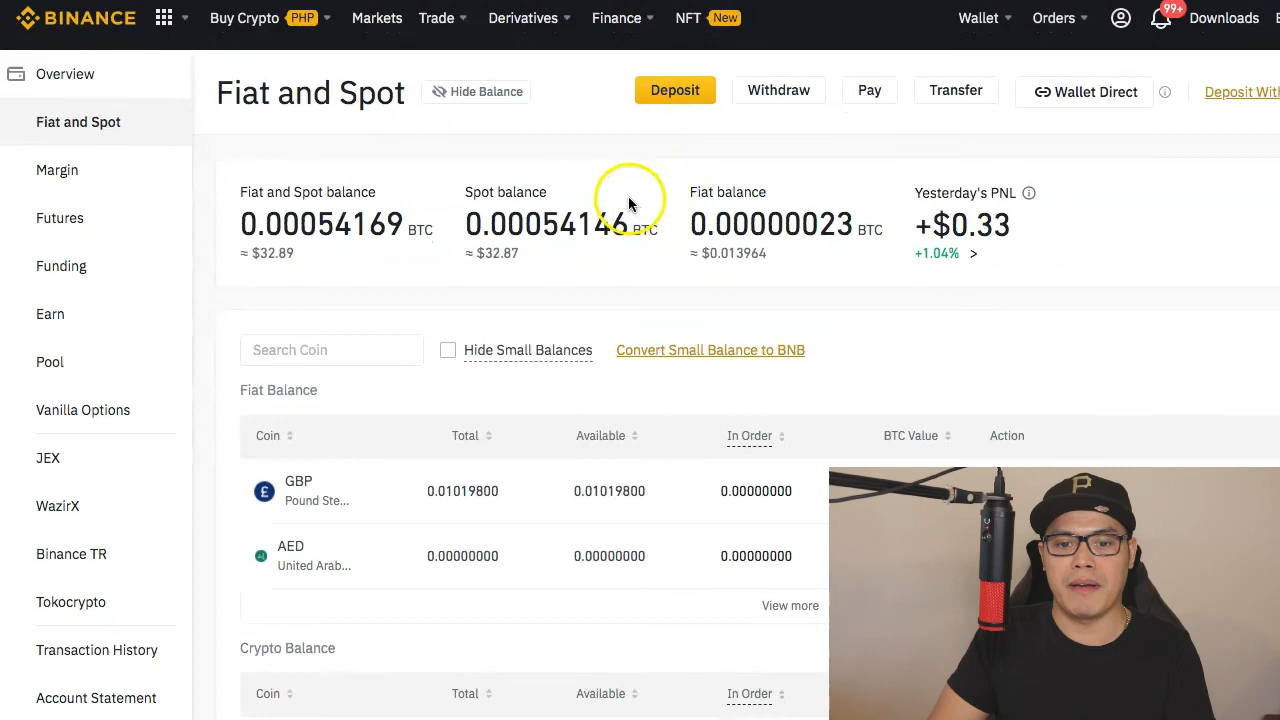 BINANCE Buy Crypto PHP Markets Trade Derivatives Finance NFT New Wallet Orders 99+ Downloads
Overview
Fiat and Spot
Margin
Futures
Funding
Earn
Pool
Vanilla Options
JEX
WazirX
Binance TR
Tokocrypto
Transaction History
Account Statement
Fiat and Spot Hide Balance Deposit Withdraw Pay Transfer Wallet Direct Deposit With
Fiat and Spot balance Spot balance Fiat balance Yesterday's PNL
0.00054169 BTC 0.00054146 BTC 0.00000023 BTC +$0.33
≈ $32.89 ≈ $32.87 ≈ $0.013964 +1.04% >
Search Coin Hide Small Balances Convert Small Balance to BNB
Fiat Balance
Coin Total Available In Order BTC Value Action
£ GBP 0.01019800 0.01019800 0.00000000
Pound Ste...
AED 0.00000000 0.00000000 0.00000000
United Arab...
View more
Crypto Balance
Coin Total Available In Order
P